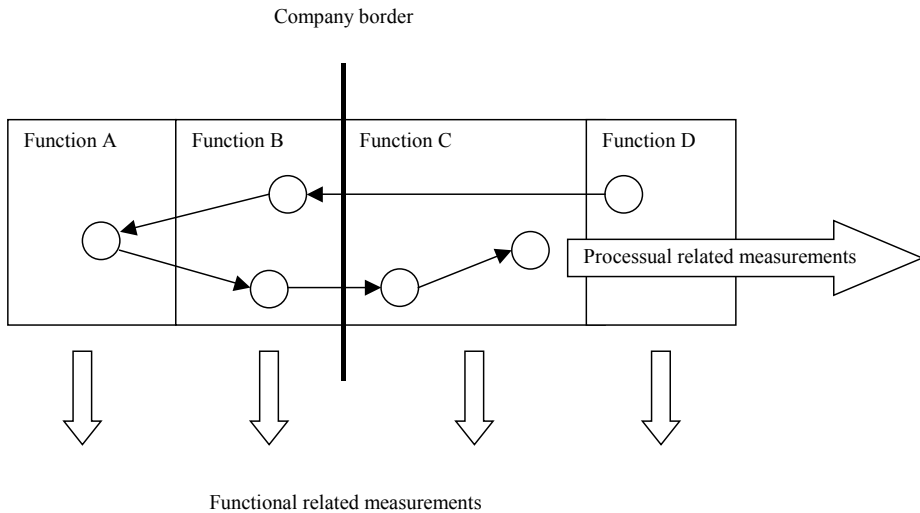 Company border
Function A
Function B
Function C
Function D
Processual related measurements
Functional related measurements